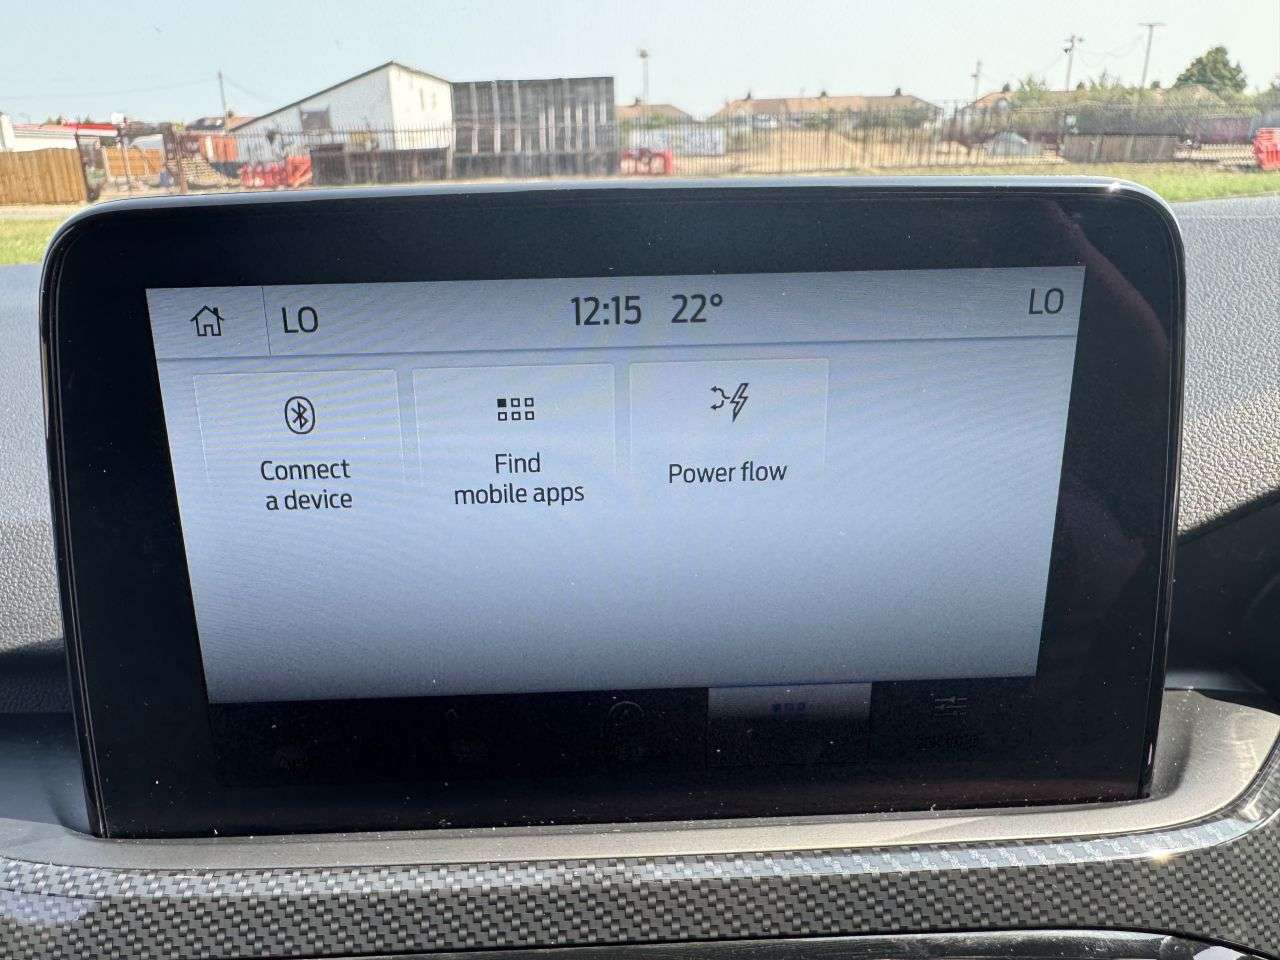 LO 12:15 22° LO
Connect
a device
Find
mobile apps
Power flow